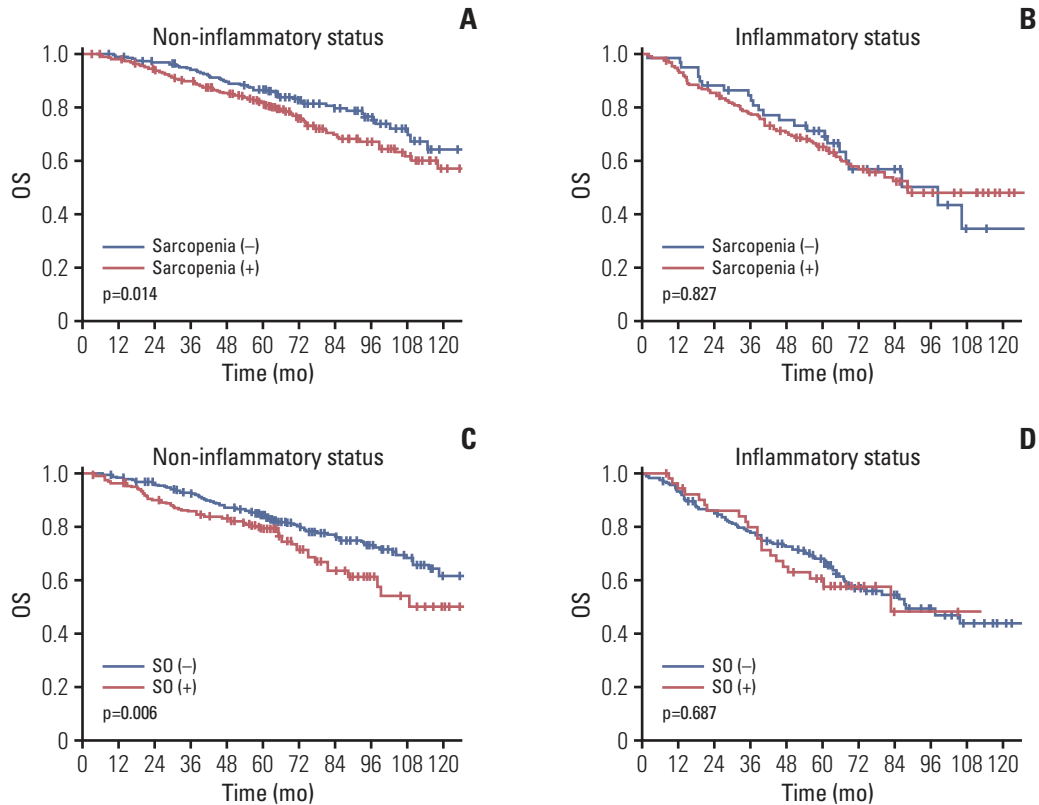 A
Non-inflammatory status
1.0
0.8
0.6
0.4
0.2
0
OS
Sarcopenia (−)
Sarcopenia (+)
p=0.014
0 12 24 36 48 60 72 84 96 108 120
Time (mo)
B
Inflammatory status
1.0
0.8
0.6
0.4
0.2
0
OS
Sarcopenia (−)
Sarcopenia (+)
p=0.827
0 12 24 36 48 60 72 84 96 108 120
Time (mo)
C
Non-inflammatory status
1.0
0.8
0.6
0.4
0.2
0
OS
SO (−)
SO (+)
p=0.006
0 12 24 36 48 60 72 84 96 108 120
Time (mo)
D
Inflammatory status
1.0
0.8
0.6
0.4
0.2
0
OS
SO (−)
SO (+)
p=0.687
0 12 24 36 48 60 72 84 96 108 120
Time (mo)